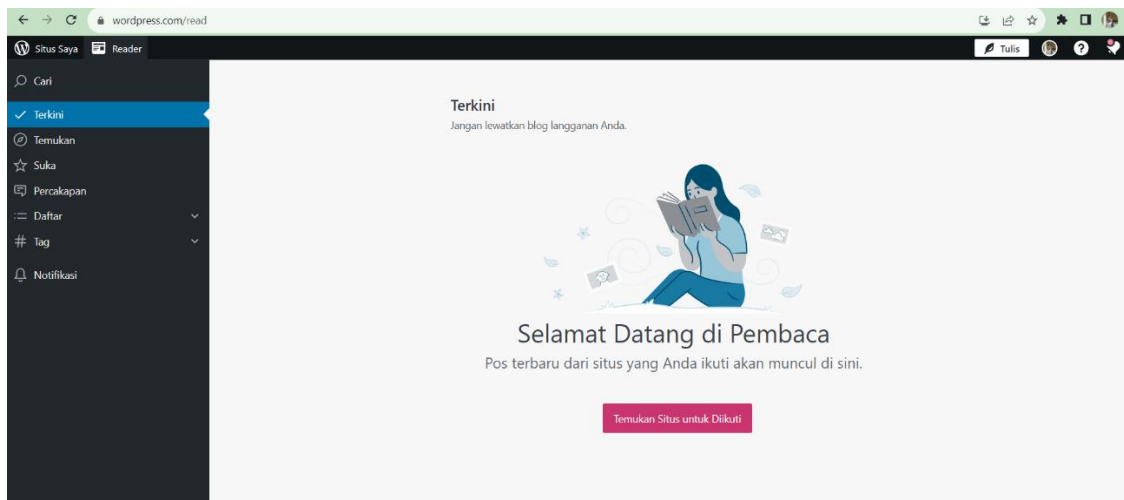 wordpress.com/read
Situs Saya
Reader
Tulis
Cari
Terkini
Temukan
Suka
Percakapan
Daftar
Tag
Notifikasi
Terkini
Jangan lewatkan blog langganan Anda.
Selamat Datang di Pembaca
Pos terbaru dari situs yang Anda ikuti akan muncul di sini.
Temukan Situs untuk Diikuti